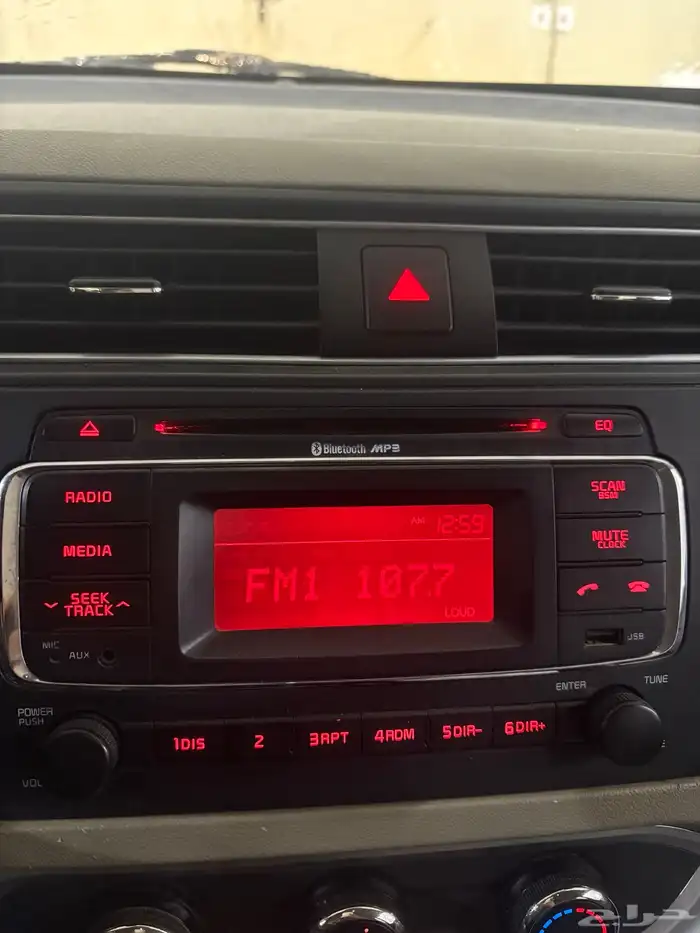 EQ
Bluetooth MP3
RADIO
SCAN
BSM
AM 12:59
MEDIA
MUTE
CLOCK
FM1 107.7
SEEK
TRACK
LOUD
MIC
AUX
USB
ENTER
TUNE
POWER
PUSH
1DIS
2
3RPT
4RDM
5DIR-
6DIR+
VOL
حراج